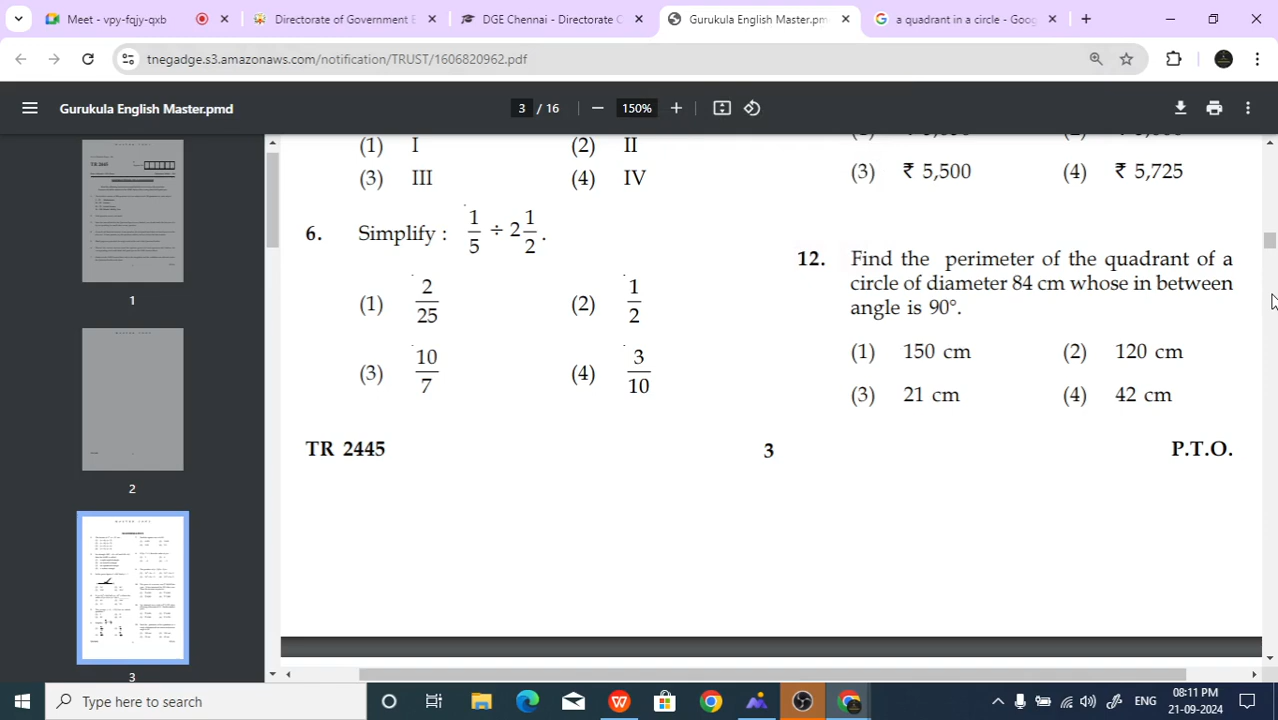 Meet - vpy-fqjy-qxb
Directorate of Government E
DGE Chennai - Directorate C
Gurukula English Master.pm
a quadrant in a circle - Goog
tnegadge.s3.amazonaws.com/notification/TRUST/1606820962.pdf
Gurukula English Master.pmd
3 / 16
150%
1
2
3
(1) I (2) II
(3) III (4) IV
6. Simplify : 1/5 ÷ 2 1/2.
(1) 2/25 (2) 1/2
(3) 10/7 (4) 3/10
(3) ₹ 5,500 (4) ₹ 5,725
12. Find the perimeter of the quadrant of a
circle of diameter 84 cm whose in between
angle is 90°.
(1) 150 cm (2) 120 cm
(3) 21 cm (4) 42 cm
TR 2445 3 P.T.O.
Type here to search
ENG
08:11 PM
21-09-2024